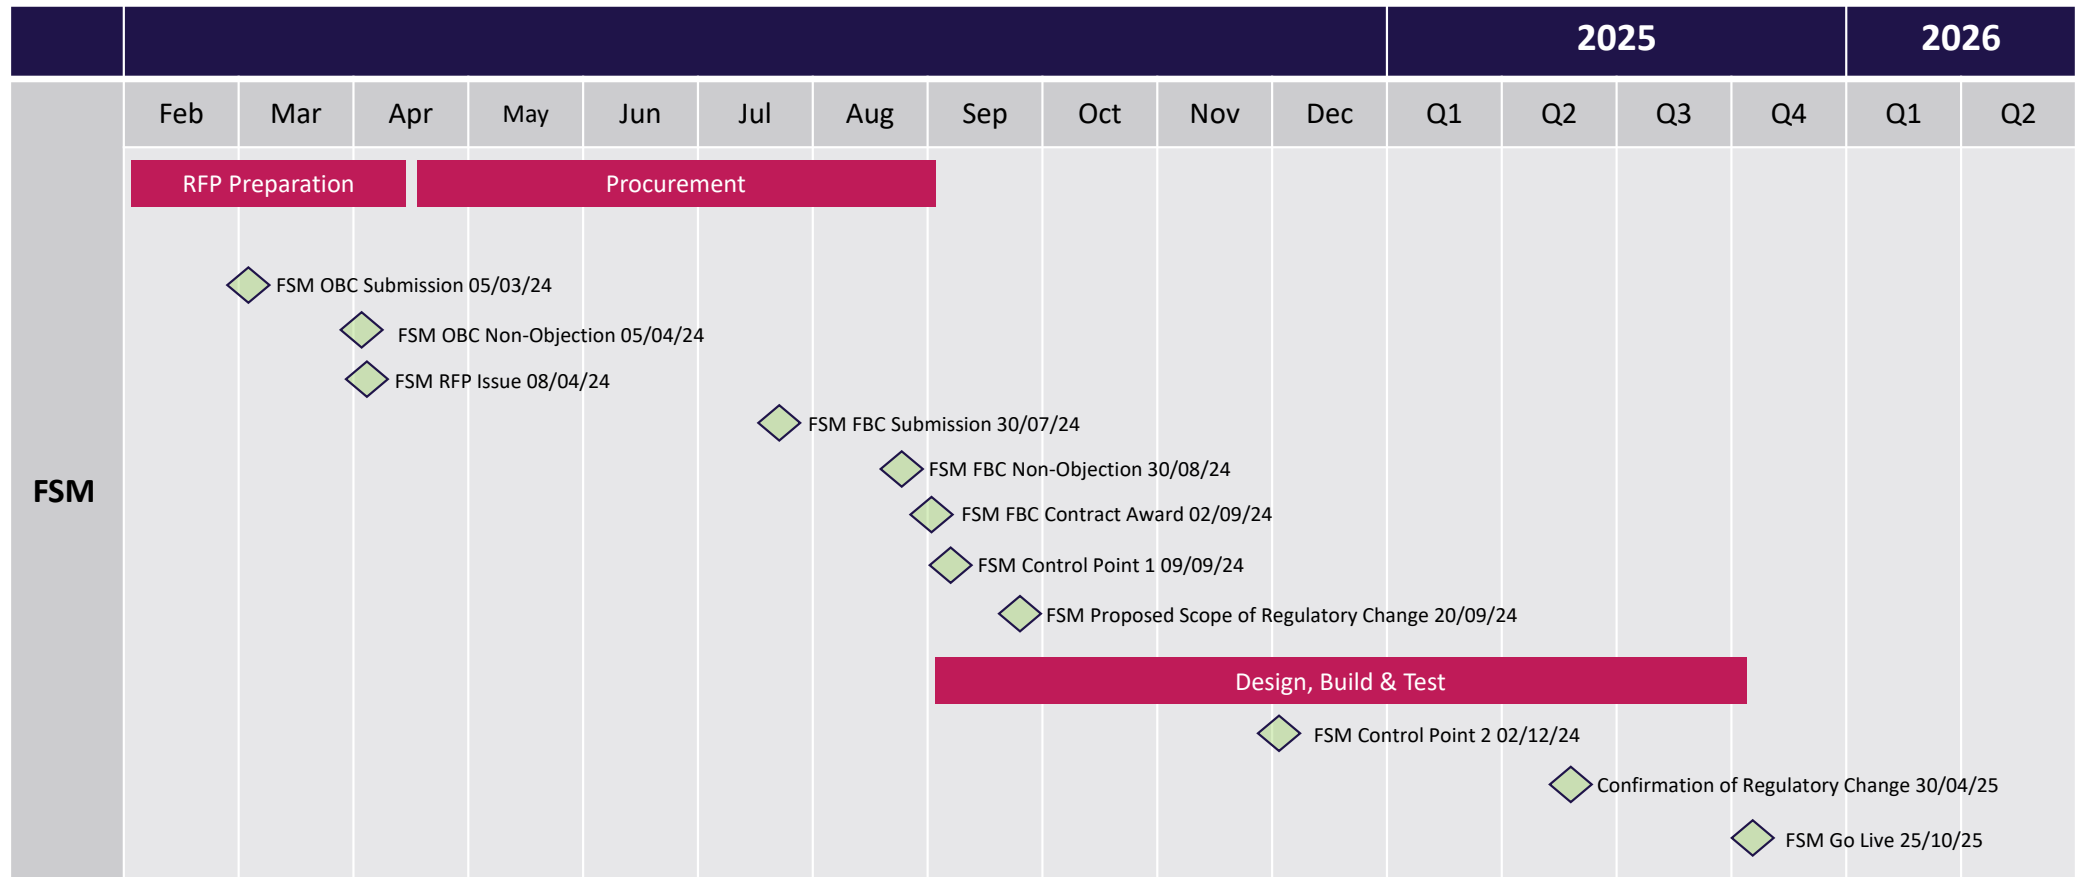 2025 2026
Feb Mar Apr May Jun Jul Aug Sep Oct Nov Dec Q1 Q2 Q3 Q4 Q1 Q2
RFP Preparation Procurement
FSM OBC Submission 05/03/24
FSM OBC Non-Objection 05/04/24
FSM RFP Issue 08/04/24
FSM FBC Submission 30/07/24
FSM FBC Non-Objection 30/08/24
FSM
FSM FBC Contract Award 02/09/24
FSM Control Point 1 09/09/24
FSM Proposed Scope of Regulatory Change 20/09/24
Design, Build & Test
FSM Control Point 2 02/12/24
Confirmation of Regulatory Change 30/04/25
FSM Go Live 25/10/25